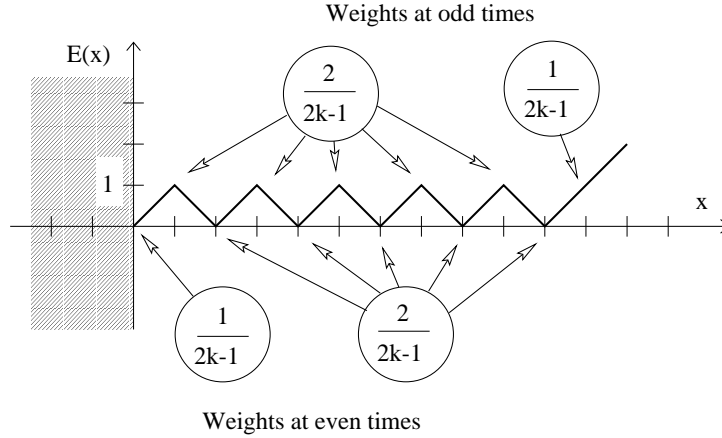 Weights at odd times
E(x)
2
2k-1
1
2k-1
1
x
1
2k-1
2
2k-1
Weights at even times